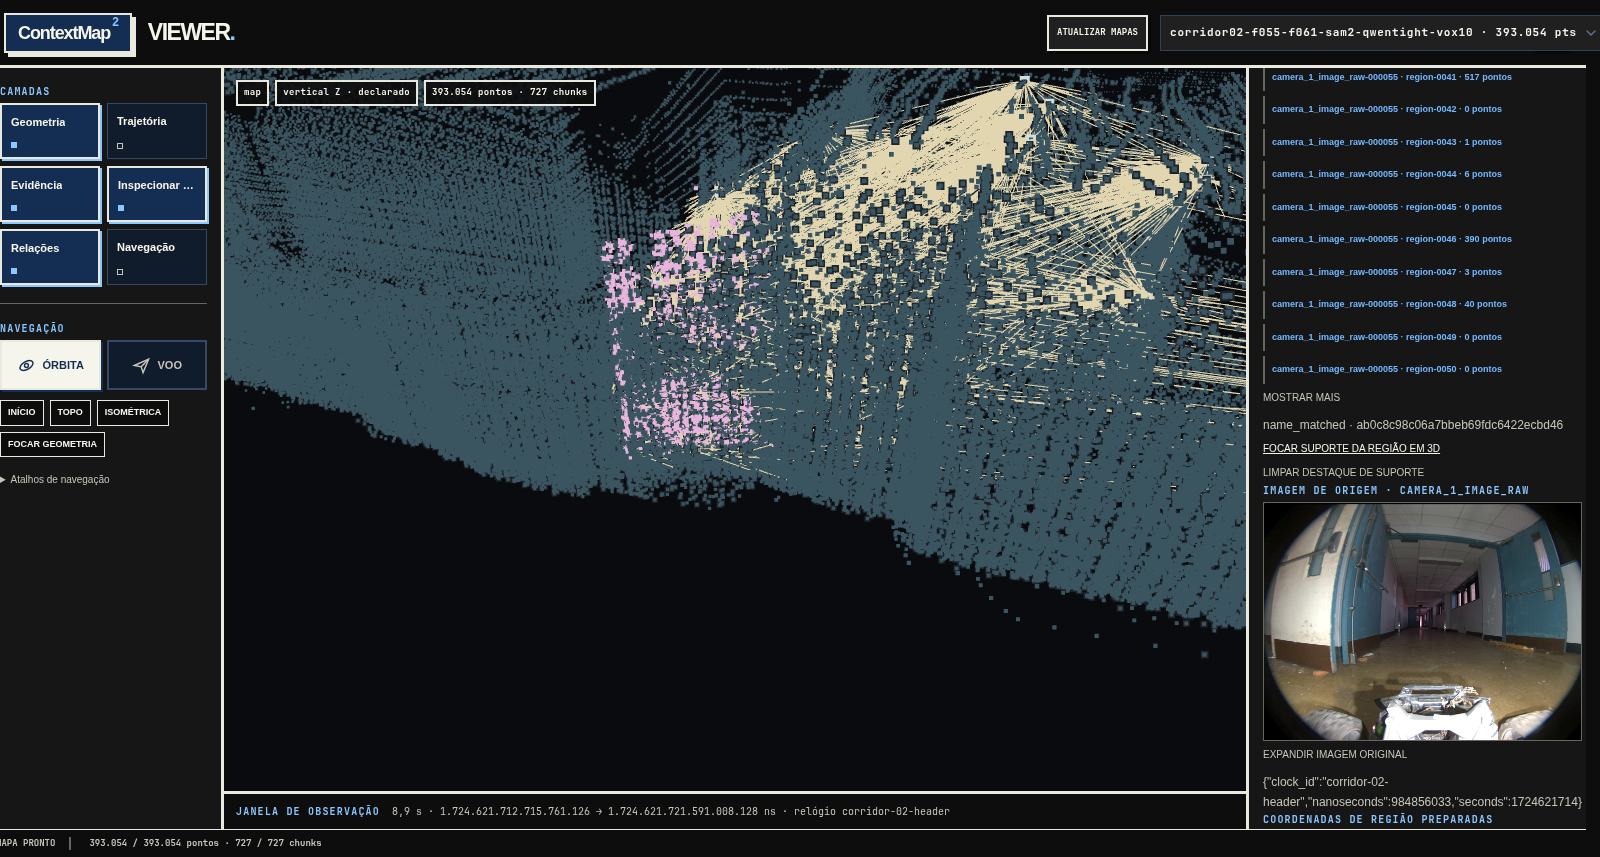 ContextMap 2 VIEWER.
ATUALIZAR MAPAS
corridor02-f055-f061-sam2-qwentight-vox10 · 393.054 pts
CAMADAS
Geometria
Trajetória
Evidência
Inspecionar ...
Relações
Navegação
NAVEGAÇÃO
ÓRBITA
VOO
INÍCIO
TOPO
ISOMÉTRICA
FOCAR GEOMETRIA
Atalhos de navegação
map
vertical Z · declarado
393.054 pontos · 727 chunks
JANELA DE OBSERVAÇÃO 8,9 s · 1.724.621.712.715.761.126 → 1.724.621.721.591.008.128 ns · relógio corridor-02-header
camera_1_image_raw-000055 · region-0041 · 517 pontos
camera_1_image_raw-000055 · region-0042 · 0 pontos
camera_1_image_raw-000055 · region-0043 · 1 pontos
camera_1_image_raw-000055 · region-0044 · 6 pontos
camera_1_image_raw-000055 · region-0045 · 0 pontos
camera_1_image_raw-000055 · region-0046 · 390 pontos
camera_1_image_raw-000055 · region-0047 · 3 pontos
camera_1_image_raw-000055 · region-0048 · 40 pontos
camera_1_image_raw-000055 · region-0049 · 0 pontos
camera_1_image_raw-000055 · region-0050 · 0 pontos
MOSTRAR MAIS
name_matched · ab0c8c98c06a7bbeb69fdc6422ecbd46
FOCAR SUPORTE DA REGIÃO EM 3D
LIMPAR DESTAQUE DE SUPORTE
IMAGEM DE ORIGEM · CAMERA_1_IMAGE_RAW
EXPANDIR IMAGEM ORIGINAL
{"clock_id":"corridor-02-
header","nanoseconds":984856033,"seconds":1724621714}
COORDENADAS DE REGIÃO PREPARADAS
MAPA PRONTO
393.054 / 393.054 pontos · 727 / 727 chunks